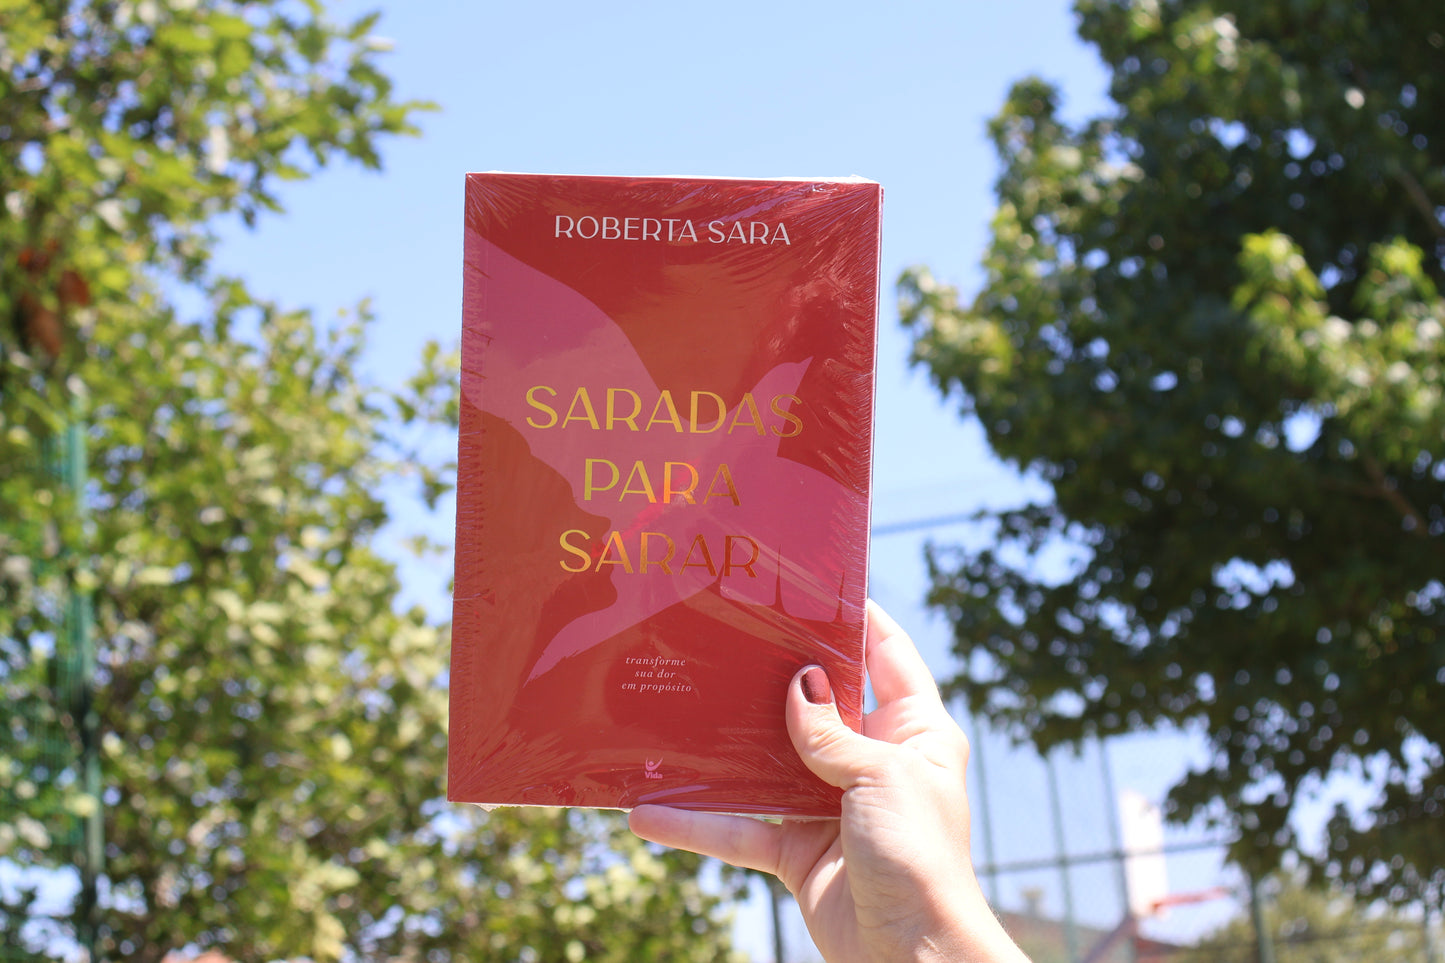 ROBERTA SARA
SARADAS
PARA
SARAR
transforme
sua dor
em propósito
Vida